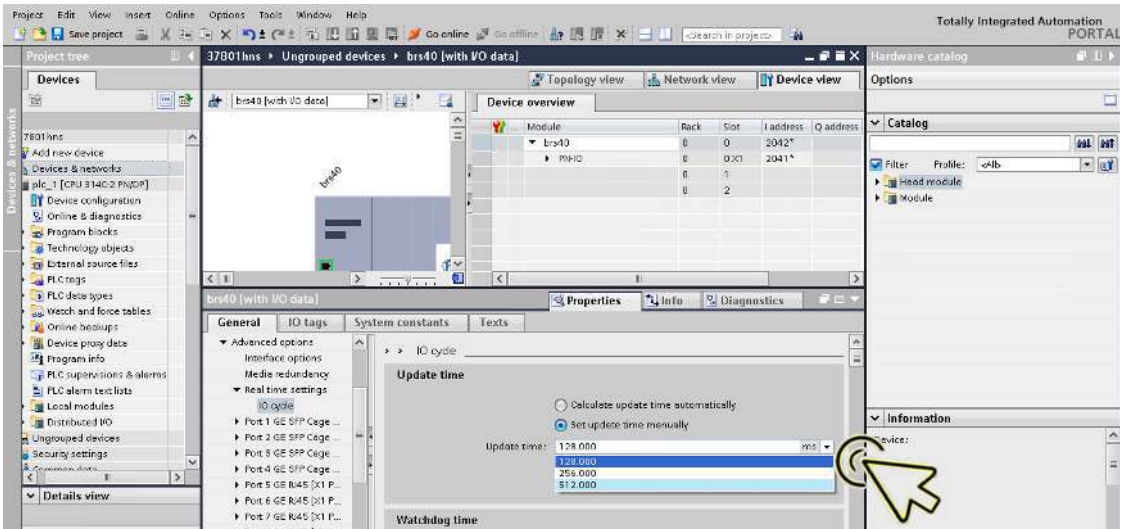 Project Edit View Insert Online Options Tools Window Help
Totally Integrated Automation
PORTAL
Save project Go online Go offline <Search in project>
Project tree
37801hns Ungrouped devices brs40 [with I/O data]
Hardware catalog
Devices
Topology view Network view Device view
Options
brs40 [with I/O data]
Device overview
Module Rack Slot I address Q address
brs40 0 0 2042*
PN-IO 0 0 X1 2041*
0 1
0 2
brs40
Catalog
Filter Profile: <All>
Head module
Module
Devices & networks
7801hns
Add new device
Devices & networks
plc_1 [CPU 314C-2 PN/DP]
Device configuration
Online & diagnostics
Program blocks
Technology objects
External source files
PLC tags
PLC data types
Watch and force tables
Online backups
Device proxy data
Program info
PLC supervisions & alarms
PLC alarm text lists
Local modules
Distributed I/O
Ungrouped devices
Security settings
Common data
Details view
brs40 [with I/O data]
Properties Info Diagnostics
General IO tags System constants Texts
Advanced options
Interface options
Media redundancy
Real time settings
IO cycle
Port 1 GE SFP Cage ...
Port 2 GE SFP Cage ...
Port 3 GE SFP Cage ...
Port 4 GE SFP Cage ...
Port 5 GE RJ45 [X1 P...
Port 6 GE RJ45 [X1 P...
Port 7 GE RJ45 [X1 P...
> > IO cycle
Update time
Calculate update time automatically
Set update time manually
Update time: 128.000 ms
128.000
256.000
512.000
Watchdog time
Information
Device: